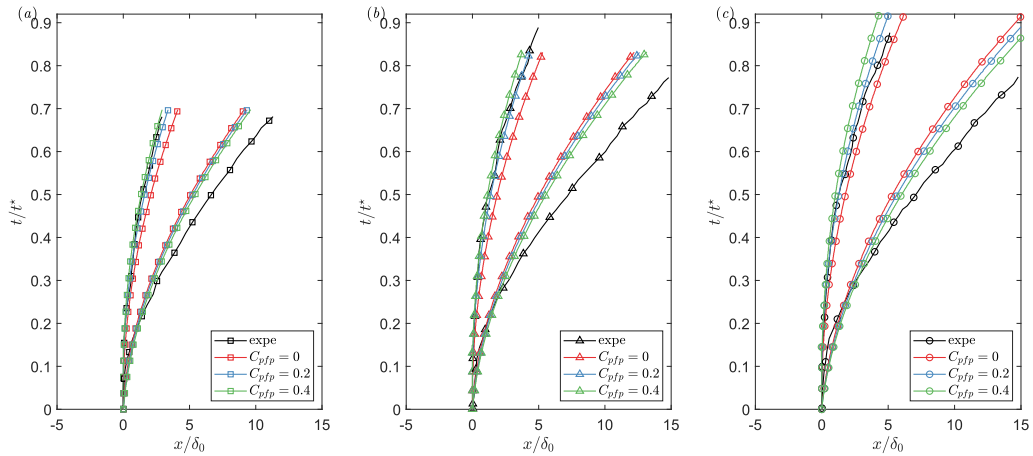 (a)
0.9
0.8
0.7
0.6
0.5
0.4
0.3
0.2
0.1
0
-5 0 5 10 15
t/t*
x/δ0
expe
Cpfp = 0
Cpfp = 0.2
Cpfp = 0.4
(b)
0.9
0.8
0.7
0.6
0.5
0.4
0.3
0.2
0.1
0
-5 0 5 10 15
t/t*
x/δ0
expe
Cpfp = 0
Cpfp = 0.2
Cpfp = 0.4
(c)
0.9
0.8
0.7
0.6
0.5
0.4
0.3
0.2
0.1
0
-5 0 5 10 15
t/t*
x/δ0
expe
Cpfp = 0
Cpfp = 0.2
Cpfp = 0.4